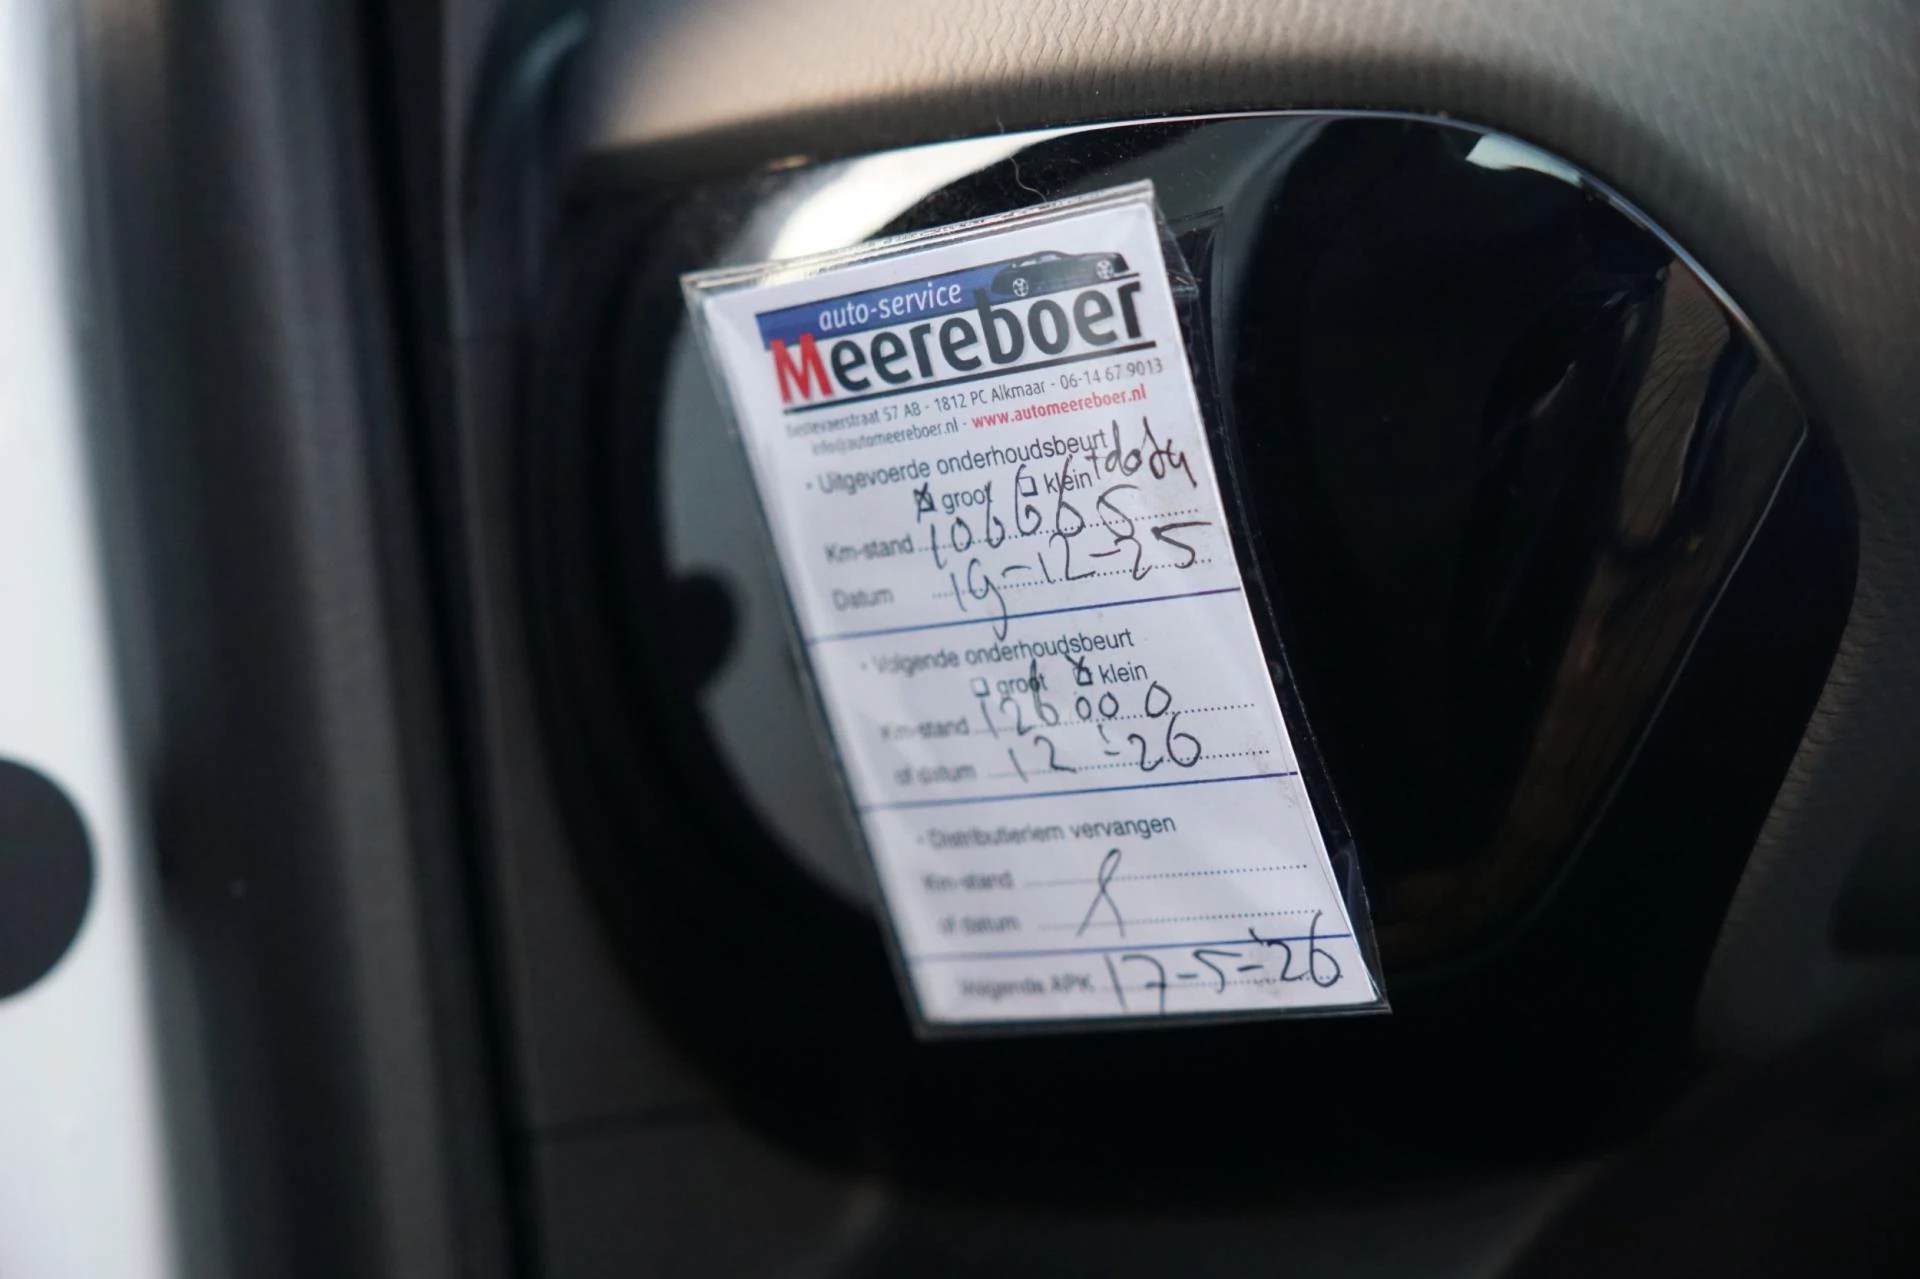 auto-service
Meereboer
Bestevaerstraat 57 AB - 1812 PC Alkmaar - 06-14 67 9013
info@automeereboer.nl - www.automeereboer.nl
- Uitgevoerde onderhoudsbeurt
groot klein
Km-stand 106665
Datum 19-12-25
- Volgende onderhoudsbeurt
groot klein
Km-stand 126000
of datum 12-'26
- Distributieriem vervangen
Km-stand
of datum
Volgende APK 17-5-'26